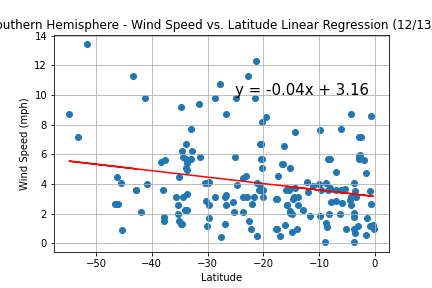 outhern Hemisphere - Wind Speed vs. Latitude Linear Regression (12/13/
14
12
10
8
6
4
2
0
Wind Speed (mph)
y = -0.04x + 3.16
−50 −40 −30 −20 −10 0
Latitude